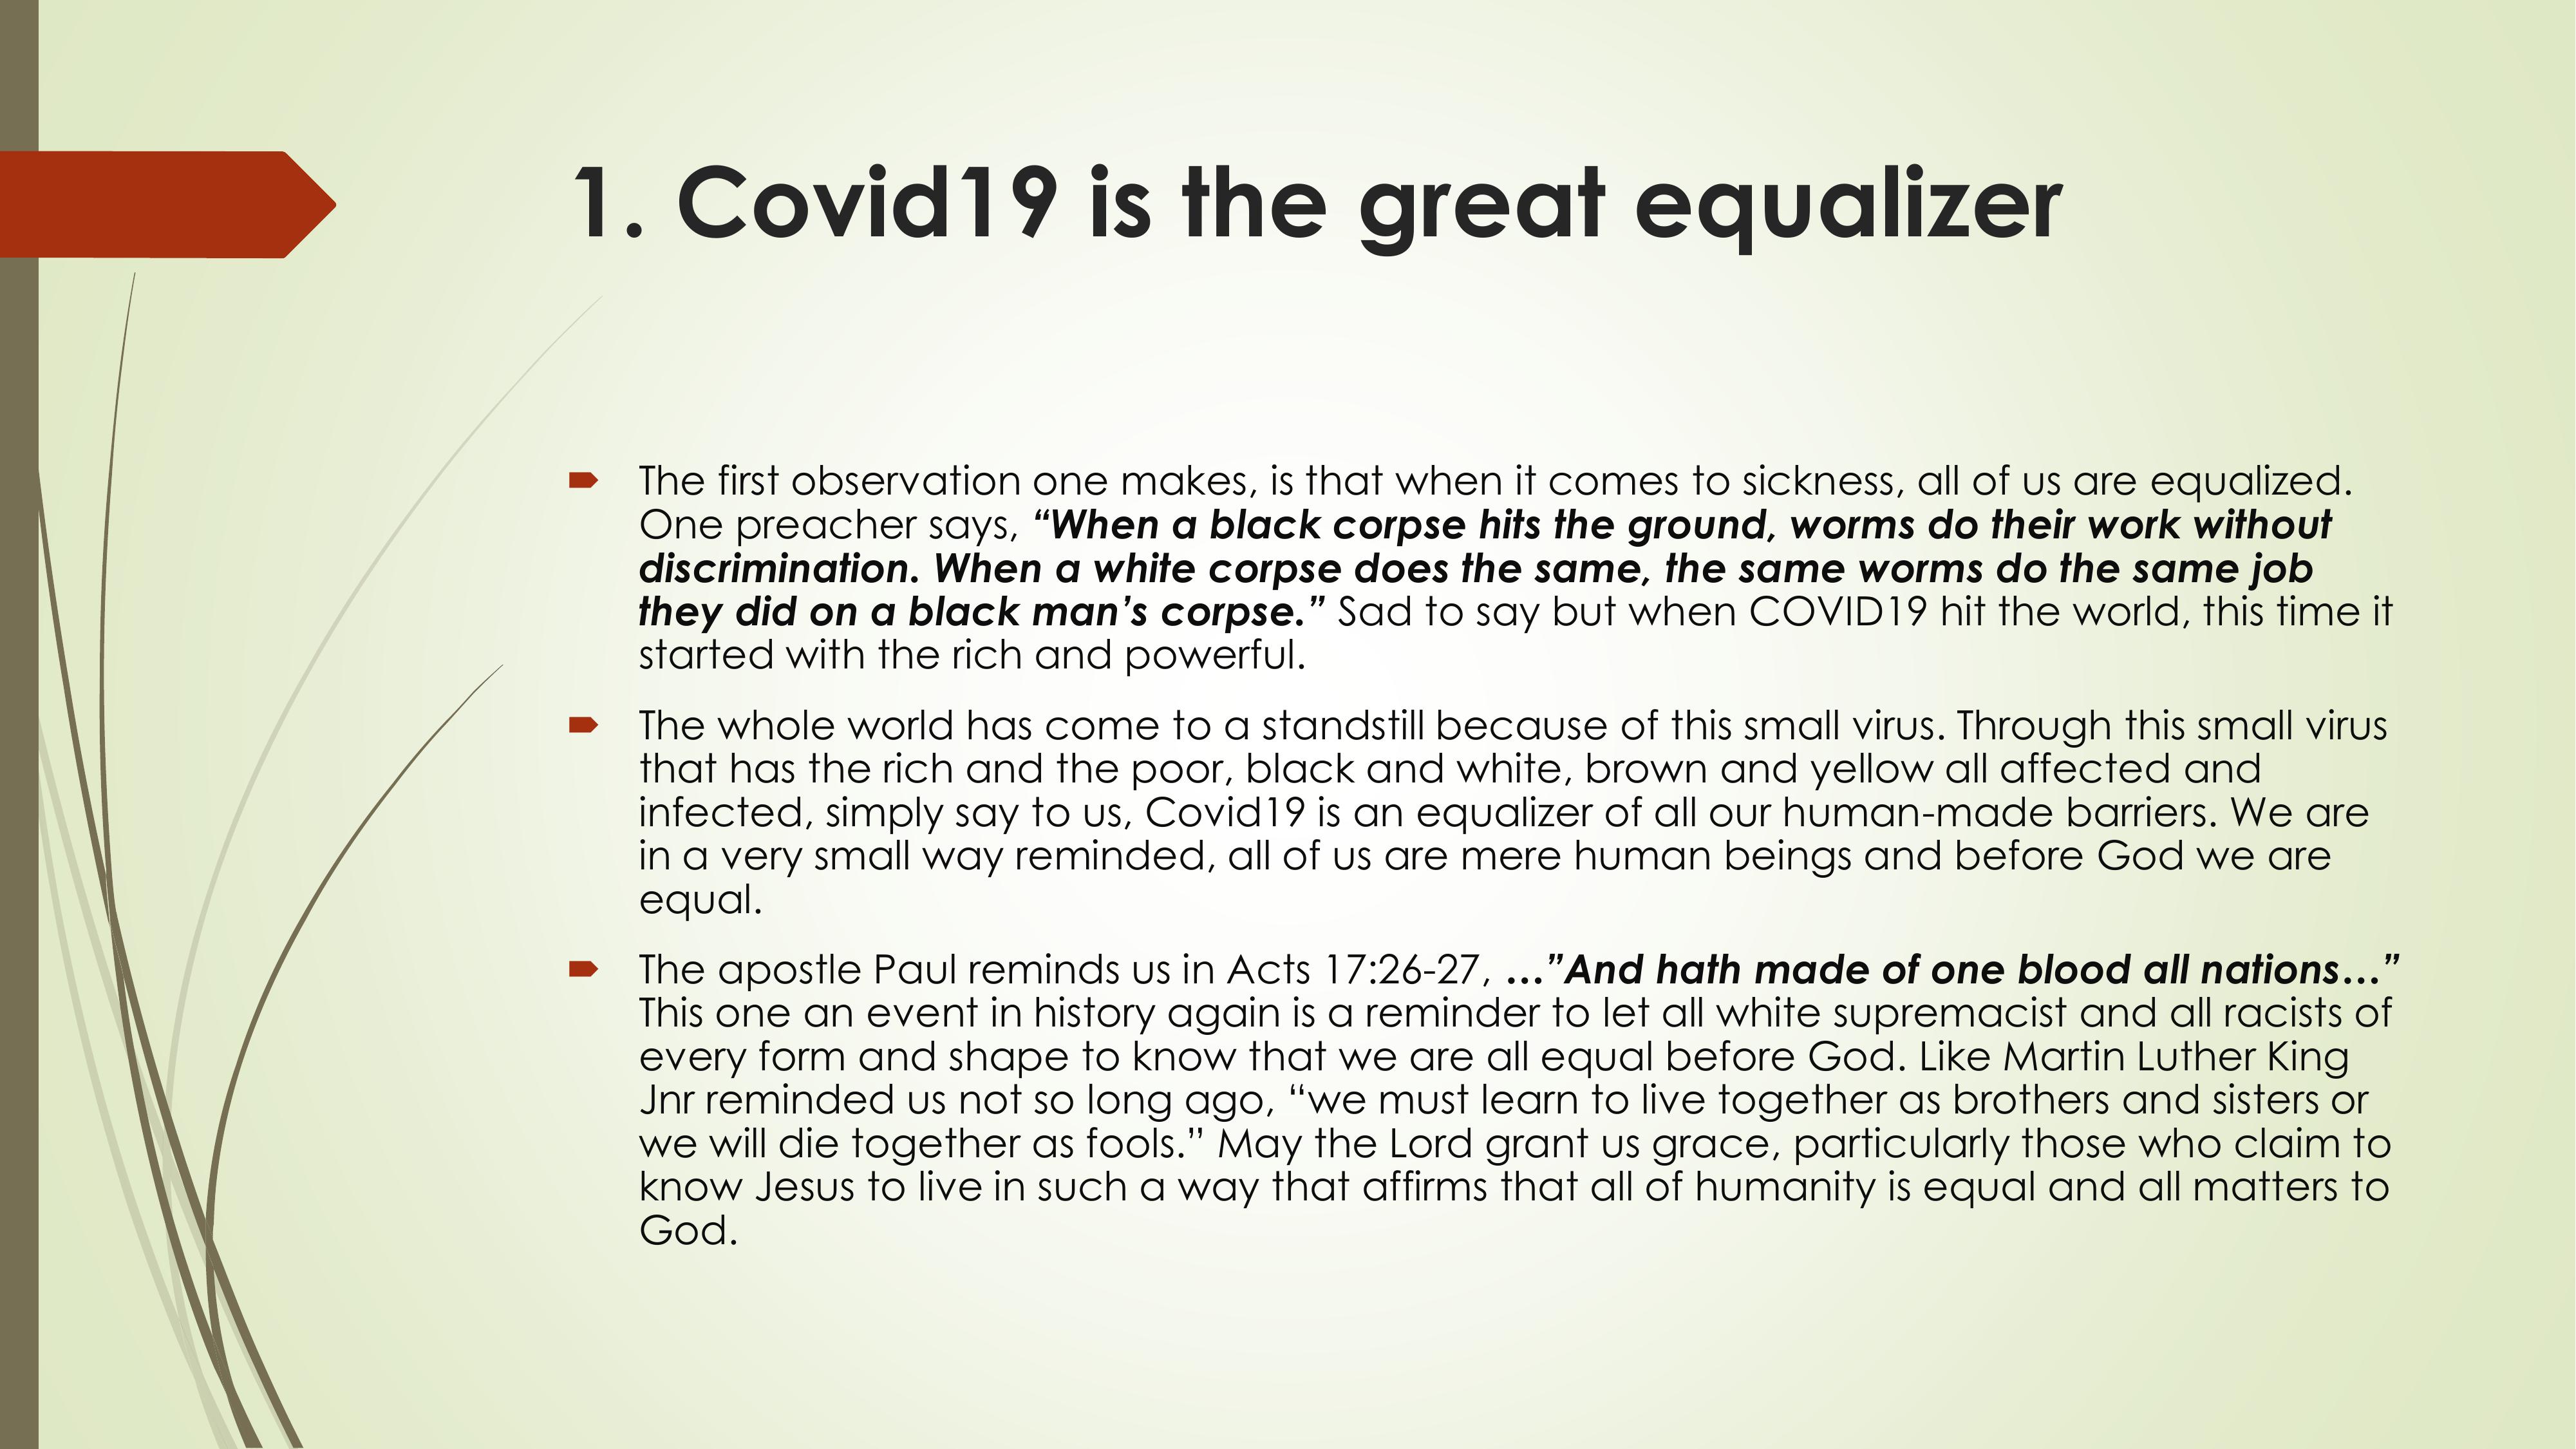 1. Covid19 is the great equalizer
The first observation one makes, is that when it comes to sickness, all of us are equalized.
One preacher says, “When a black corpse hits the ground, worms do their work without
discrimination. When a white corpse does the same, the same worms do the same job
they did on a black man’s corpse.” Sad to say but when COVID19 hit the world, this time it
started with the rich and powerful.
The whole world has come to a standstill because of this small virus. Through this small virus
that has the rich and the poor, black and white, brown and yellow all affected and
infected, simply say to us, Covid19 is an equalizer of all our human-made barriers. We are
in a very small way reminded, all of us are mere human beings and before God we are
equal.
The apostle Paul reminds us in Acts 17:26-27, …”And hath made of one blood all nations…”
This one an event in history again is a reminder to let all white supremacist and all racists of
every form and shape to know that we are all equal before God. Like Martin Luther King
Jnr reminded us not so long ago, “we must learn to live together as brothers and sisters or
we will die together as fools.” May the Lord grant us grace, particularly those who claim to
know Jesus to live in such a way that affirms that all of humanity is equal and all matters to
God.